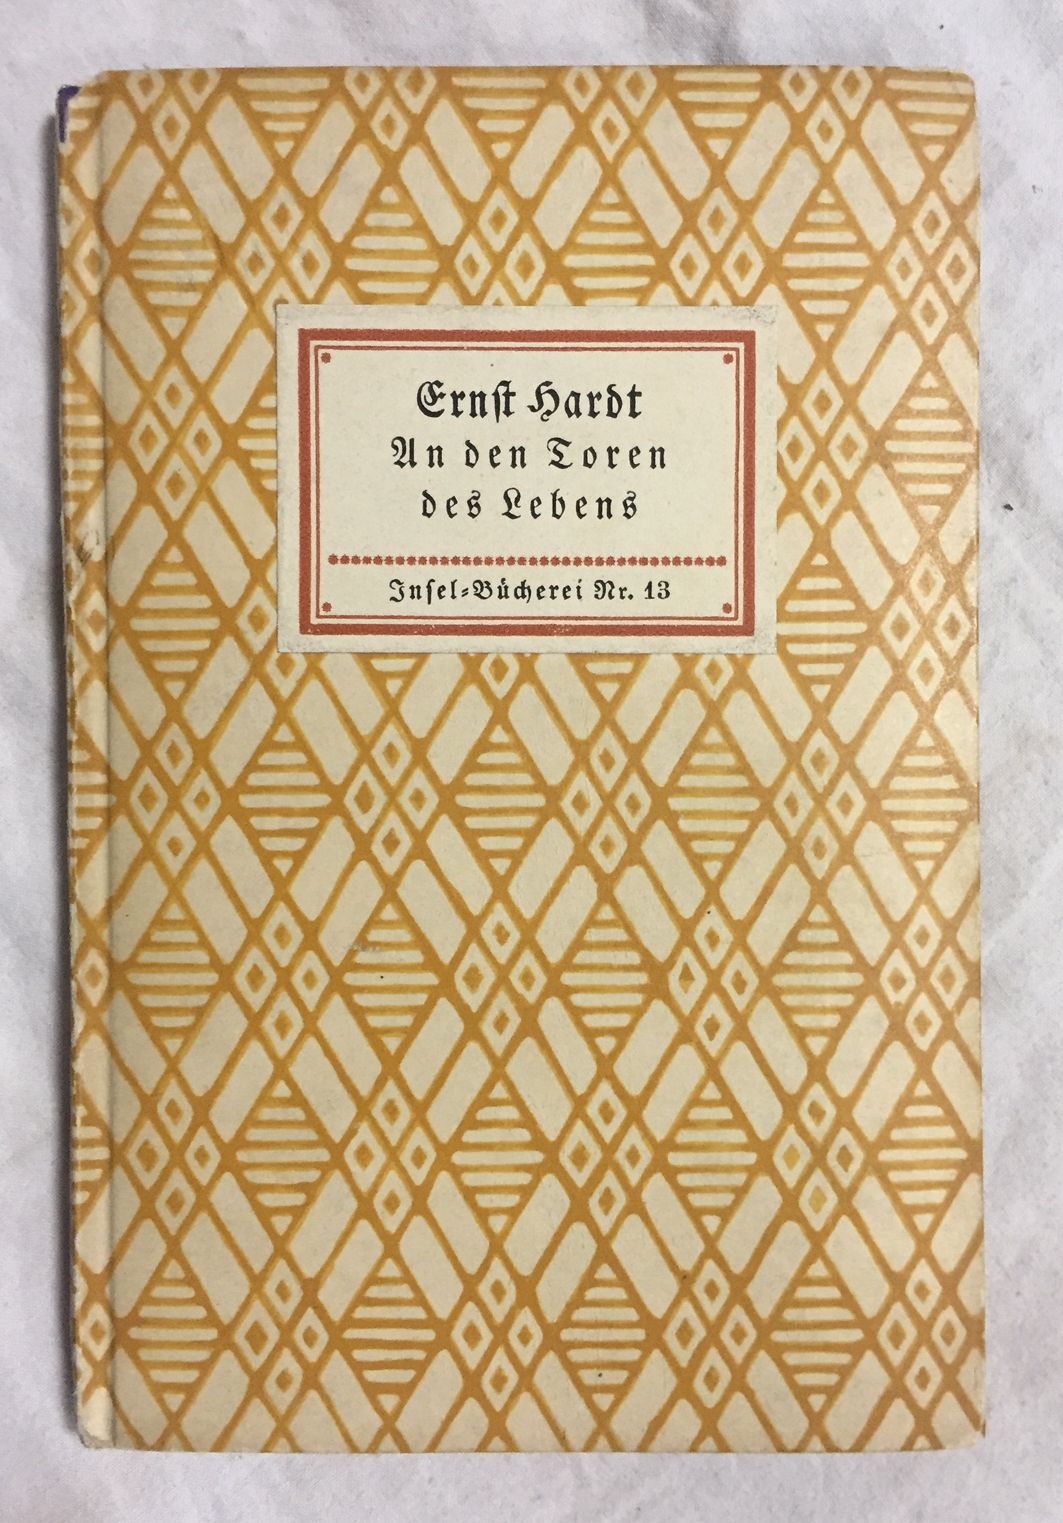 Ernſt Hardt
An den Toren
des Lebens
Inſel-Bücherei Nr. 13